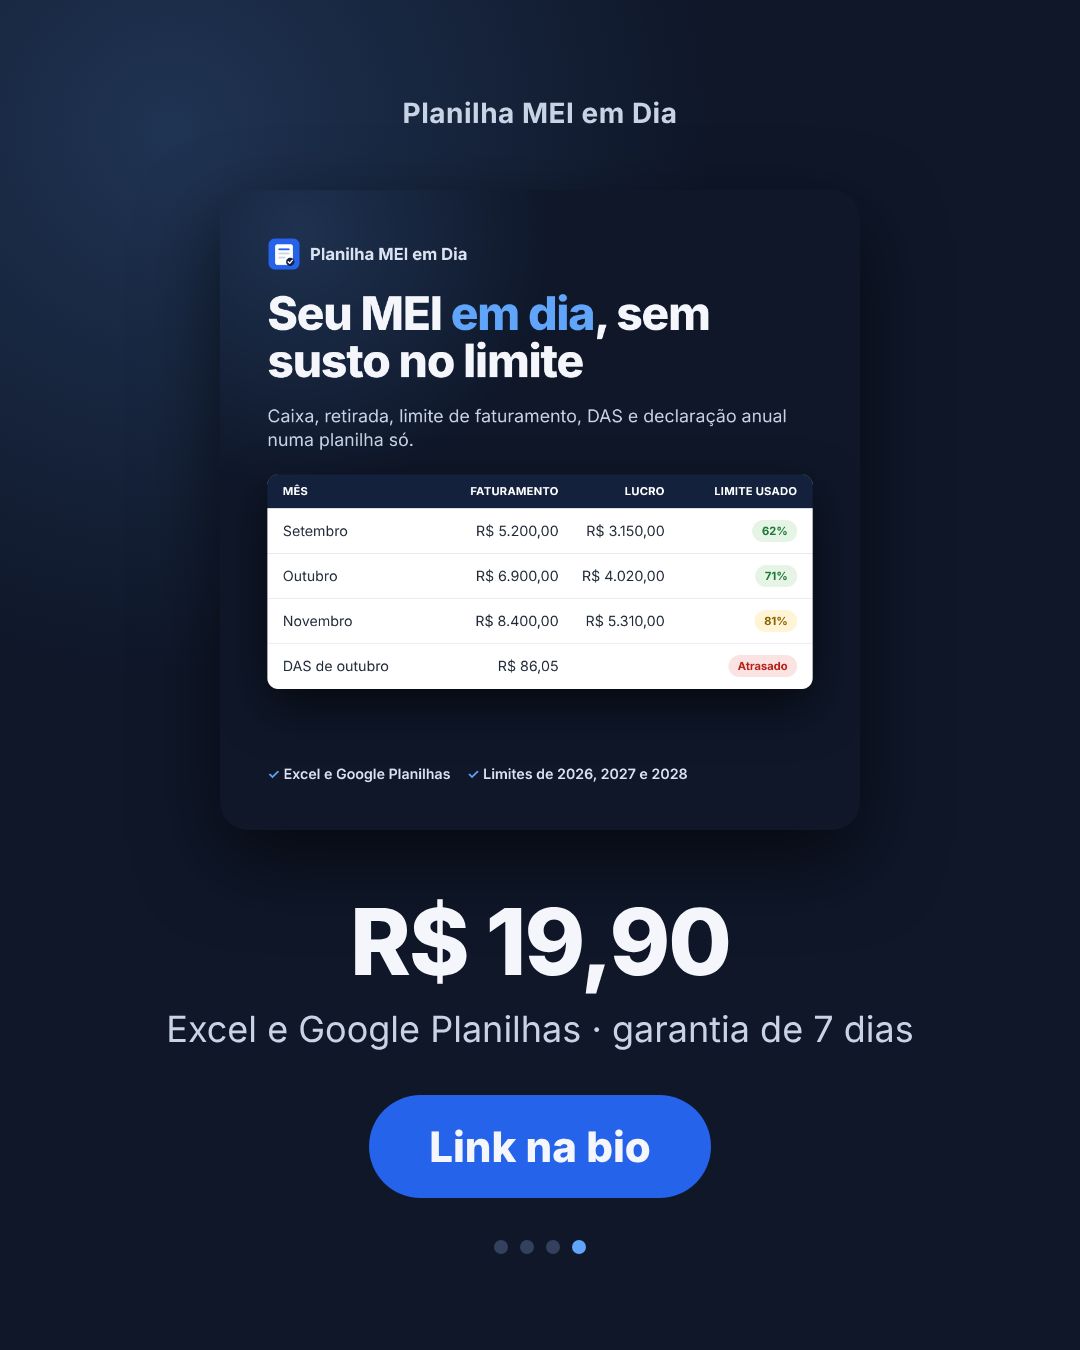 Planilha MEI em Dia
Planilha MEI em Dia
Seu MEI em dia, sem
susto no limite
Caixa, retirada, limite de faturamento, DAS e declaração anual
numa planilha só.
MÊS FATURAMENTO LUCRO LIMITE USADO
Setembro R$ 5.200,00 R$ 3.150,00 62%
Outubro R$ 6.900,00 R$ 4.020,00 71%
Novembro R$ 8.400,00 R$ 5.310,00 81%
DAS de outubro R$ 86,05 Atrasado
✓ Excel e Google Planilhas ✓ Limites de 2026, 2027 e 2028
R$ 19,90
Excel e Google Planilhas · garantia de 7 dias
Link na bio